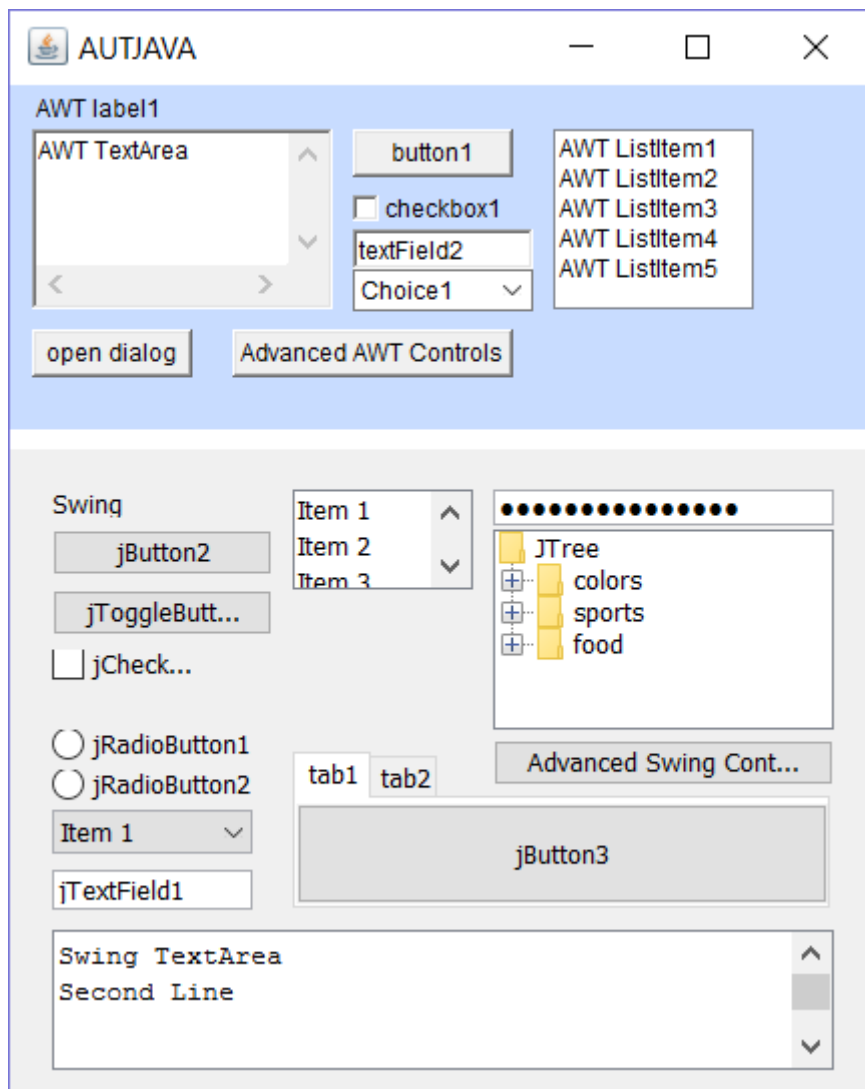 AUTJAVA
AWT label1
AWT TextArea
button1
checkbox1
textField2
Choice1
AWT ListItem1
AWT ListItem2
AWT ListItem3
AWT ListItem4
AWT ListItem5
open dialog
Advanced AWT Controls
Swing
jButton2
jToggleButt...
jCheck...
jRadioButton1
jRadioButton2
Item 1
jTextField1
Item 1
Item 2
Item 3
●●●●●●●●●●●●●●●
JTree
colors
sports
food
Advanced Swing Cont...
tab1 tab2
jButton3
Swing TextArea
Second Line